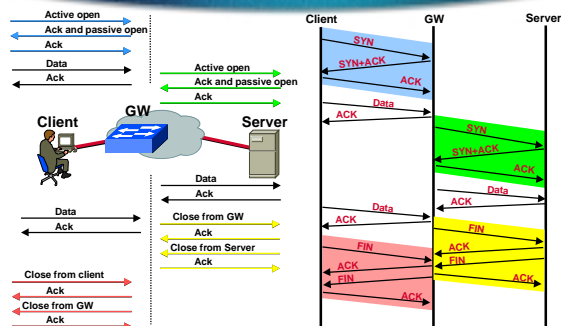 Active open
Ack and passive open
Ack
Data
Ack
Active open
Ack and passive open
Ack
GW
Client
Server
Data
Ack
Data
Ack
Close from GW
Ack
Close from Server
Ack
Close from client
Ack
Close from GW
Ack
Client
GW
Server
SYN
SYN+ACK
ACK
Data
ACK
SYN
SYN+ACK
ACK
Data
ACK
Data
ACK
FIN
ACK
FIN
ACK
FIN
ACK
FIN
ACK